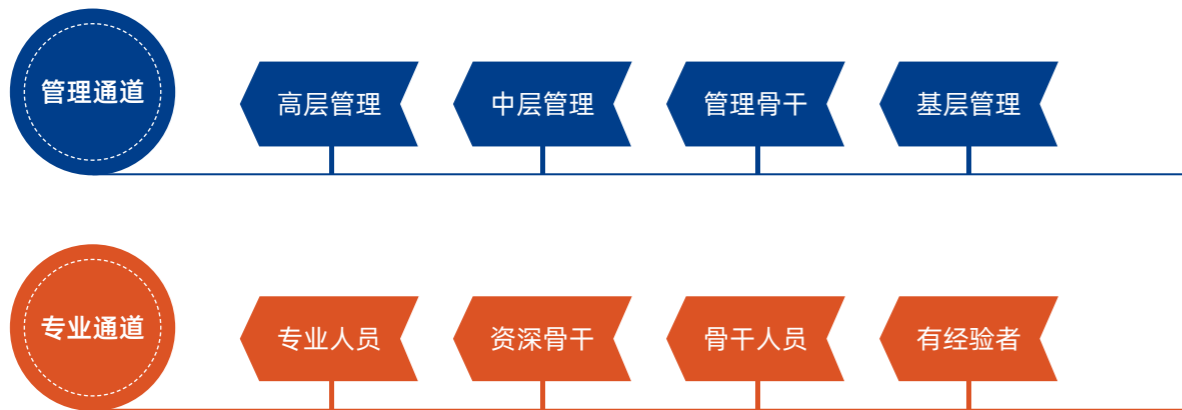 管理通道
高层管理
中层管理
管理骨干
基层管理
专业通道
专业人员
资深骨干
骨干人员
有经验者